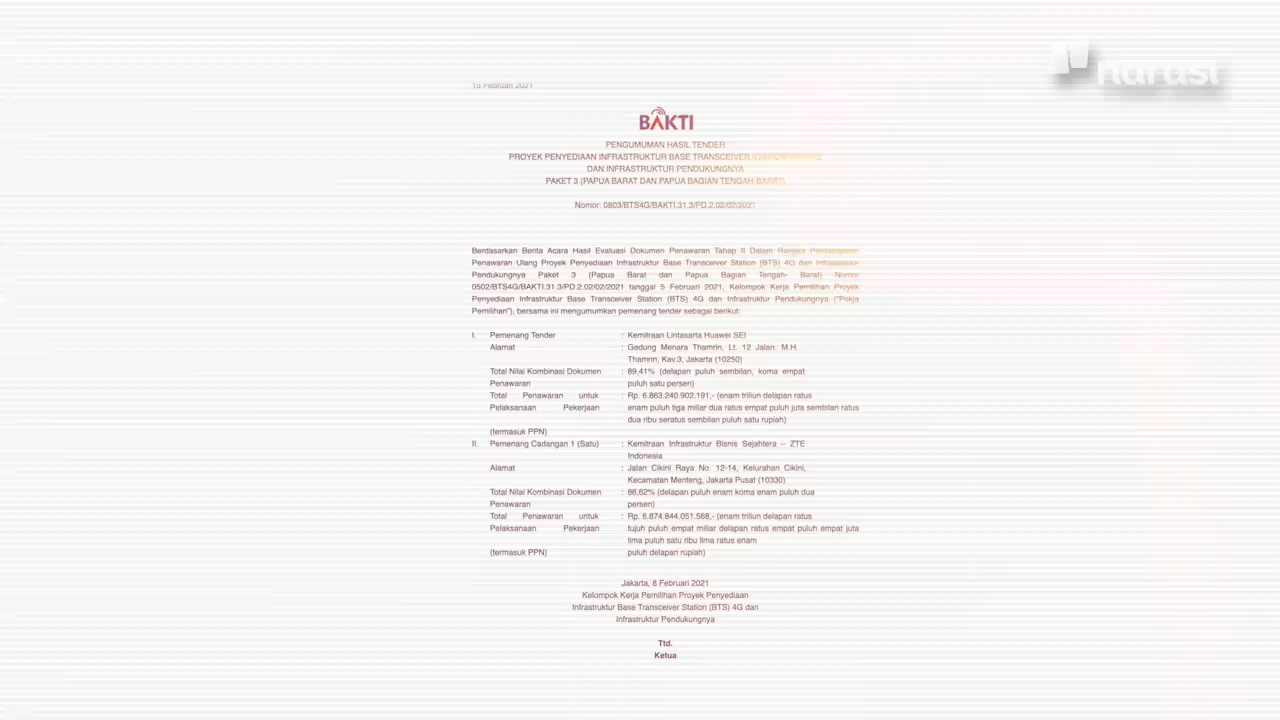 narasi
15 Februari 2021
BAKTI
PENGUMUMAN HASIL TENDER
PROYEK PENYEDIAAN INFRASTRUKTUR BASE TRANSCEIVER
DAN INFRASTRUKTUR PENDUKUNGNYA
PAKET 3 (PAPUA BARAT DAN PAPUA BAGIAN TENGAH BARAT)
Nomor: 0803/BTS4G/BAKTI.31.3/PD.2.02/02/2021
Berdasarkan Berita Acara Hasil Evaluasi Dokumen Penawaran Tahap II Dalam Rangka
Penawaran Ulang Proyek Penyediaan Infrastruktur Base Transceiver Station (BTS) 4G dan Infrastruktur
Pendukungnya Paket 3 (Papua Barat dan Papua Bagian Tengah- Barat) Nomor
0502/BTS4G/BAKTI.31.3/PD.2.02/02/2021 tanggal 5 Februari 2021, Kelompok Kerja Pemilihan Proyek
Penyediaan Infrastruktur Base Transceiver Station (BTS) 4G dan Infrastruktur Pendukungnya ("Pokja
Pemilihan"), bersama ini mengumumkan pemenang tender sebagai berikut:
I. Pemenang Tender : Kemitraan Lintasarta Huawei SEI
Alamat : Gedung Menara Thamrin, Lt. 12 Jalan. M.H.
Thamrin, Kav.3, Jakarta (10250)
Total Nilai Kombinasi Dokumen : 89,41% (delapan puluh sembilan, koma empat
Penawaran puluh satu persen)
Total Penawaran untuk : Rp. 6.863.240.902.191,- (enam triliun delapan ratus
Pelaksanaan Pekerjaan enam puluh tiga miliar dua ratus empat puluh juta sembilan ratus
dua ribu seratus sembilan puluh satu rupiah)
(termasuk PPN)
II. Pemenang Cadangan 1 (Satu) : Kemitraan Infrastruktur Bisnis Sejahtera – ZTE
Indonesia
Alamat : Jalan Cikini Raya No. 12-14, Kelurahan Cikini,
Kecamatan Menteng, Jakarta Pusat (10330)
Total Nilai Kombinasi Dokumen : 86,62% (delapan puluh enam koma enam puluh dua
Penawaran persen)
Total Penawaran untuk : Rp. 6.874.844.051.568,- (enam triliun delapan ratus
Pelaksanaan Pekerjaan tujuh puluh empat miliar delapan ratus empat puluh empat juta
lima puluh satu ribu lima ratus enam
(termasuk PPN) puluh delapan rupiah)
Jakarta, 8 Februari 2021
Kelompok Kerja Pemilihan Proyek Penyediaan
Infrastruktur Base Transceiver Station (BTS) 4G dan
Infrastruktur Pendukungnya
Ttd.
Ketua